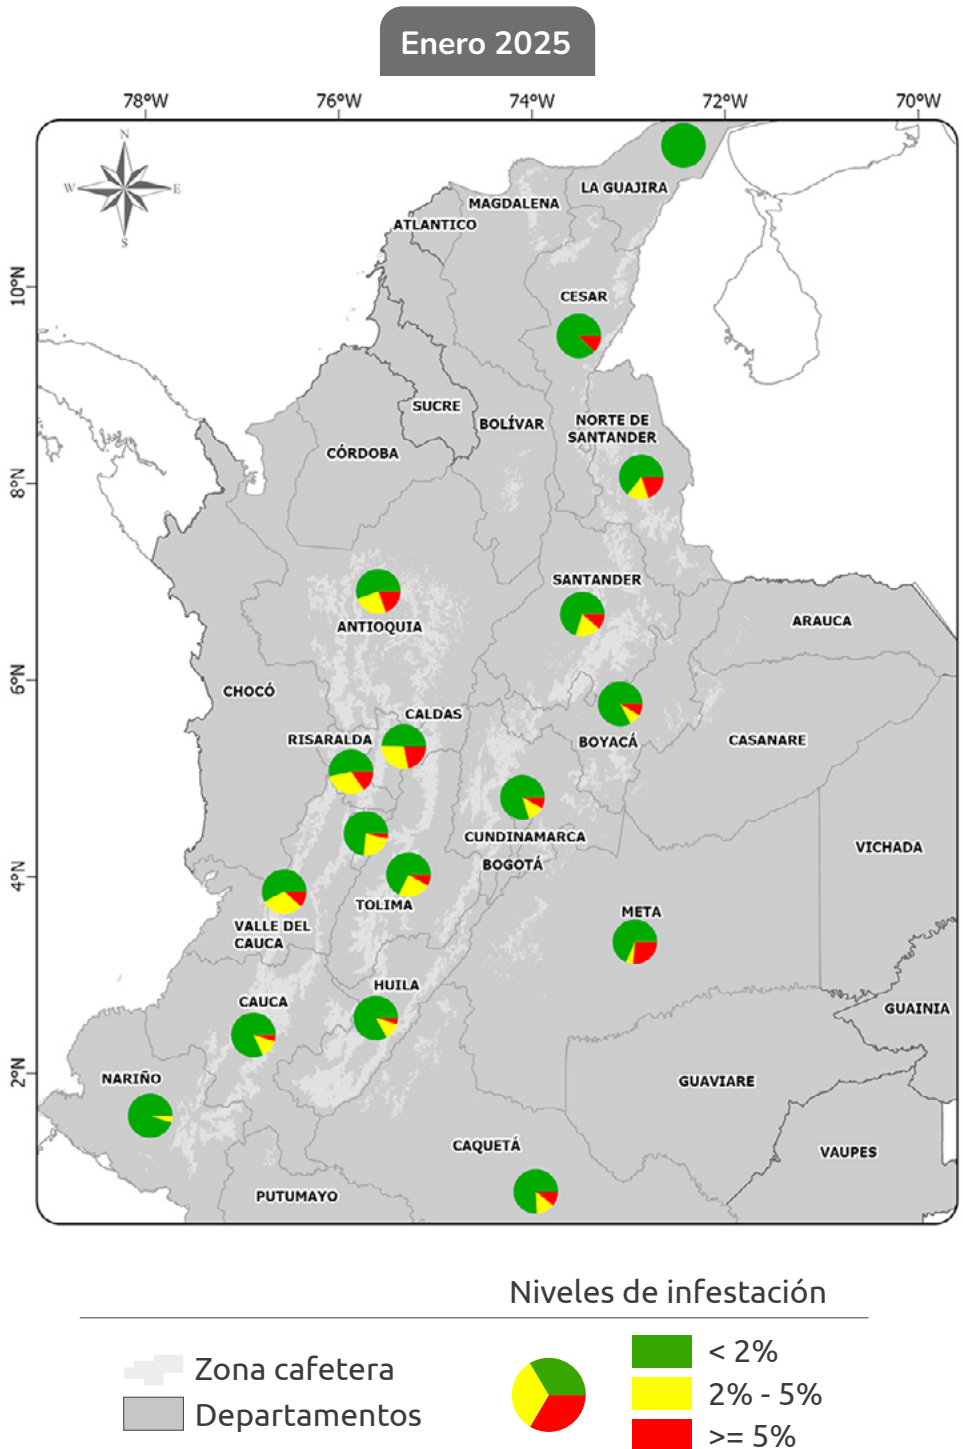 Enero 2025
78°W
76°W
74°W
72°W
70°W
N
W
E
S
10°N
8°N
6°N
4°N
2°N
LA GUAJIRA
MAGDALENA
ATLANTICO
CESAR
SUCRE
BOLÍVAR
NORTE DE
SANTANDER
CÓRDOBA
SANTANDER
ANTIOQUIA
ARAUCA
CHOCÓ
CALDAS
RISARALDA
BOYACÁ
CASANARE
CUNDINAMARCA
BOGOTÁ
VICHADA
TOLIMA
VALLE DEL
CAUCA
META
HUILA
CAUCA
GUAINIA
NARIÑO
GUAVIARE
CAQUETÁ
VAUPES
PUTUMAYO
Niveles de infestación
Zona cafetera
Departamentos
< 2%
2% - 5%
>= 5%